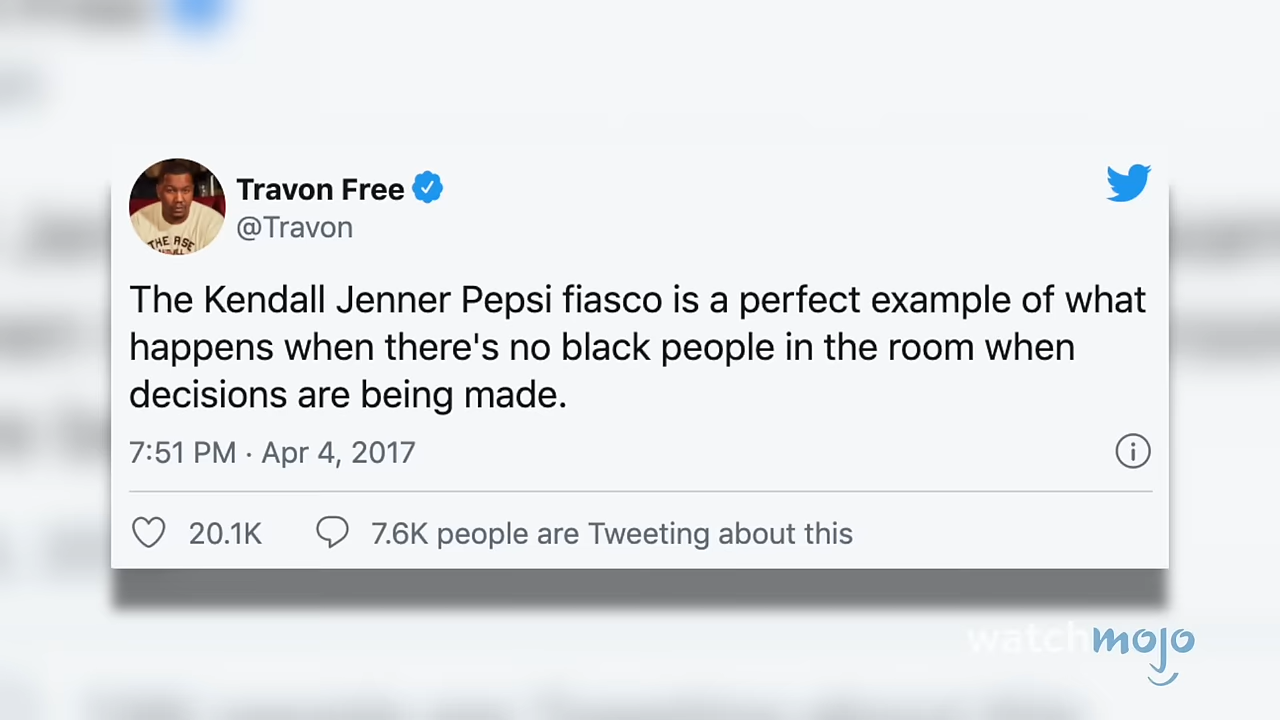 Travon Free
@Travon
The Kendall Jenner Pepsi fiasco is a perfect example of what
happens when there's no black people in the room when
decisions are being made.
7:51 PM · Apr 4, 2017
20.1K 7.6K people are Tweeting about this
watchmojo